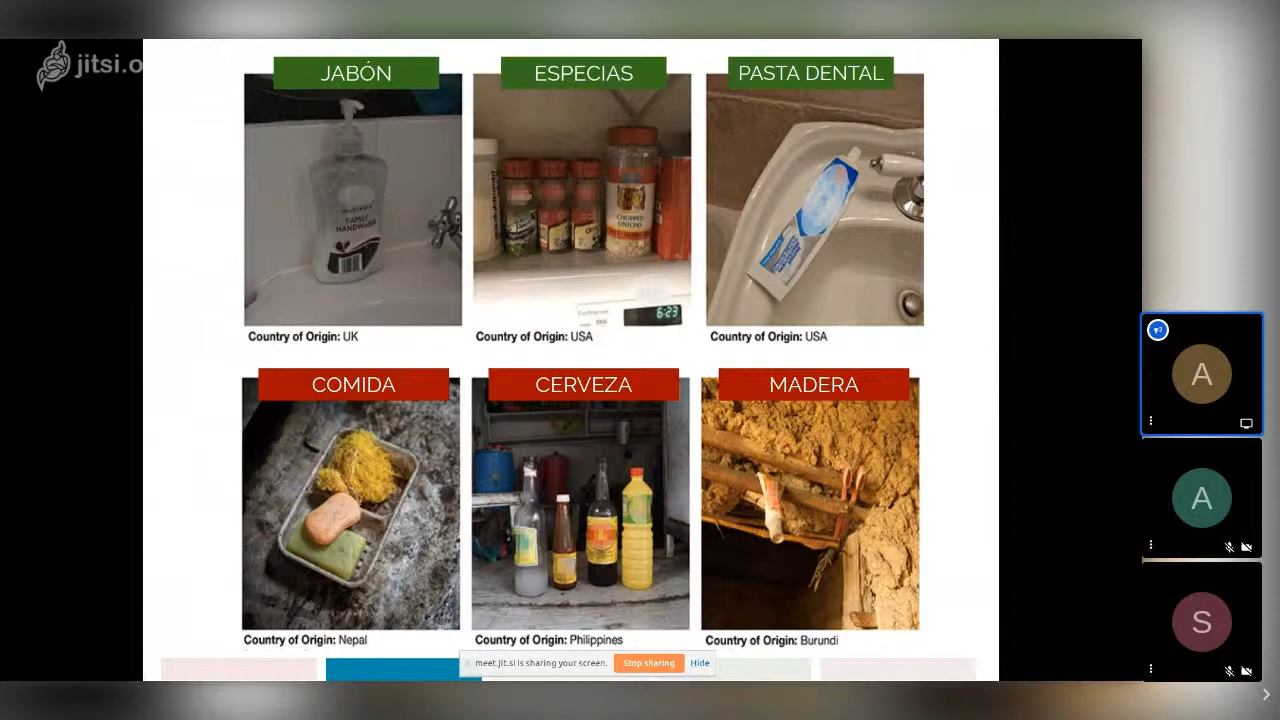 jitsi.o
JABÓN
ESPECIAS
PASTA DENTAL
FAMILY
HANDWASH
CHOPPED
ONIONS
6:23
Country of Origin: UK
Country of Origin: USA
Country of Origin: USA
COMIDA
CERVEZA
MADERA
Country of Origin: Nepal
Country of Origin: Philippines
Country of Origin: Burundi
meet.jit.si is sharing your screen.
Stop sharing
Hide
A
A
S